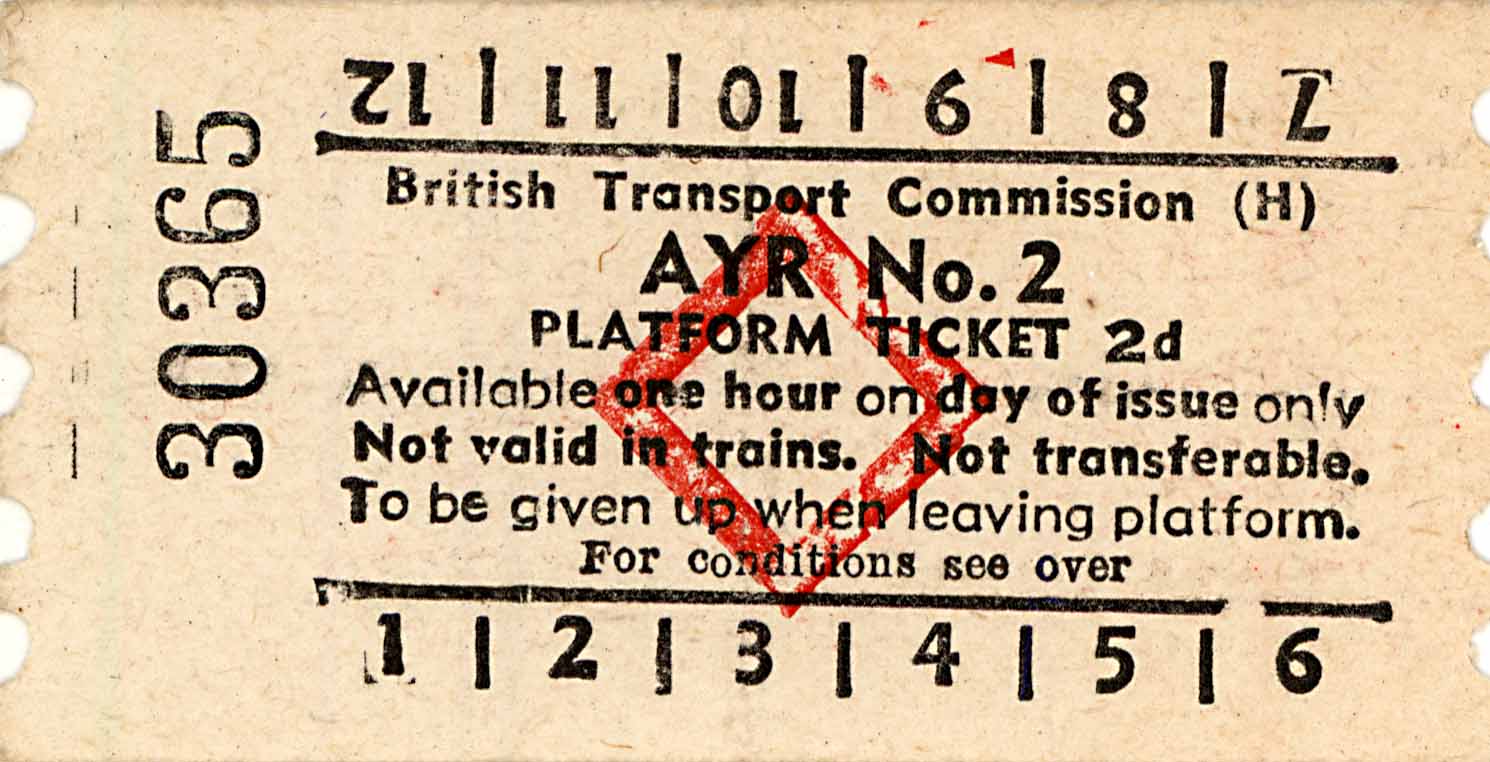 12 | 11 | 10 | 9 | 8 | 7
British Transport Commission (H)
AYR No. 2
PLATFORM TICKET 2d
Available one hour on day of issue only
Not valid in trains. Not transferable.
To be given up when leaving platform.
For conditions see over
1 | 2 | 3 | 4 | 5 | 6
30365